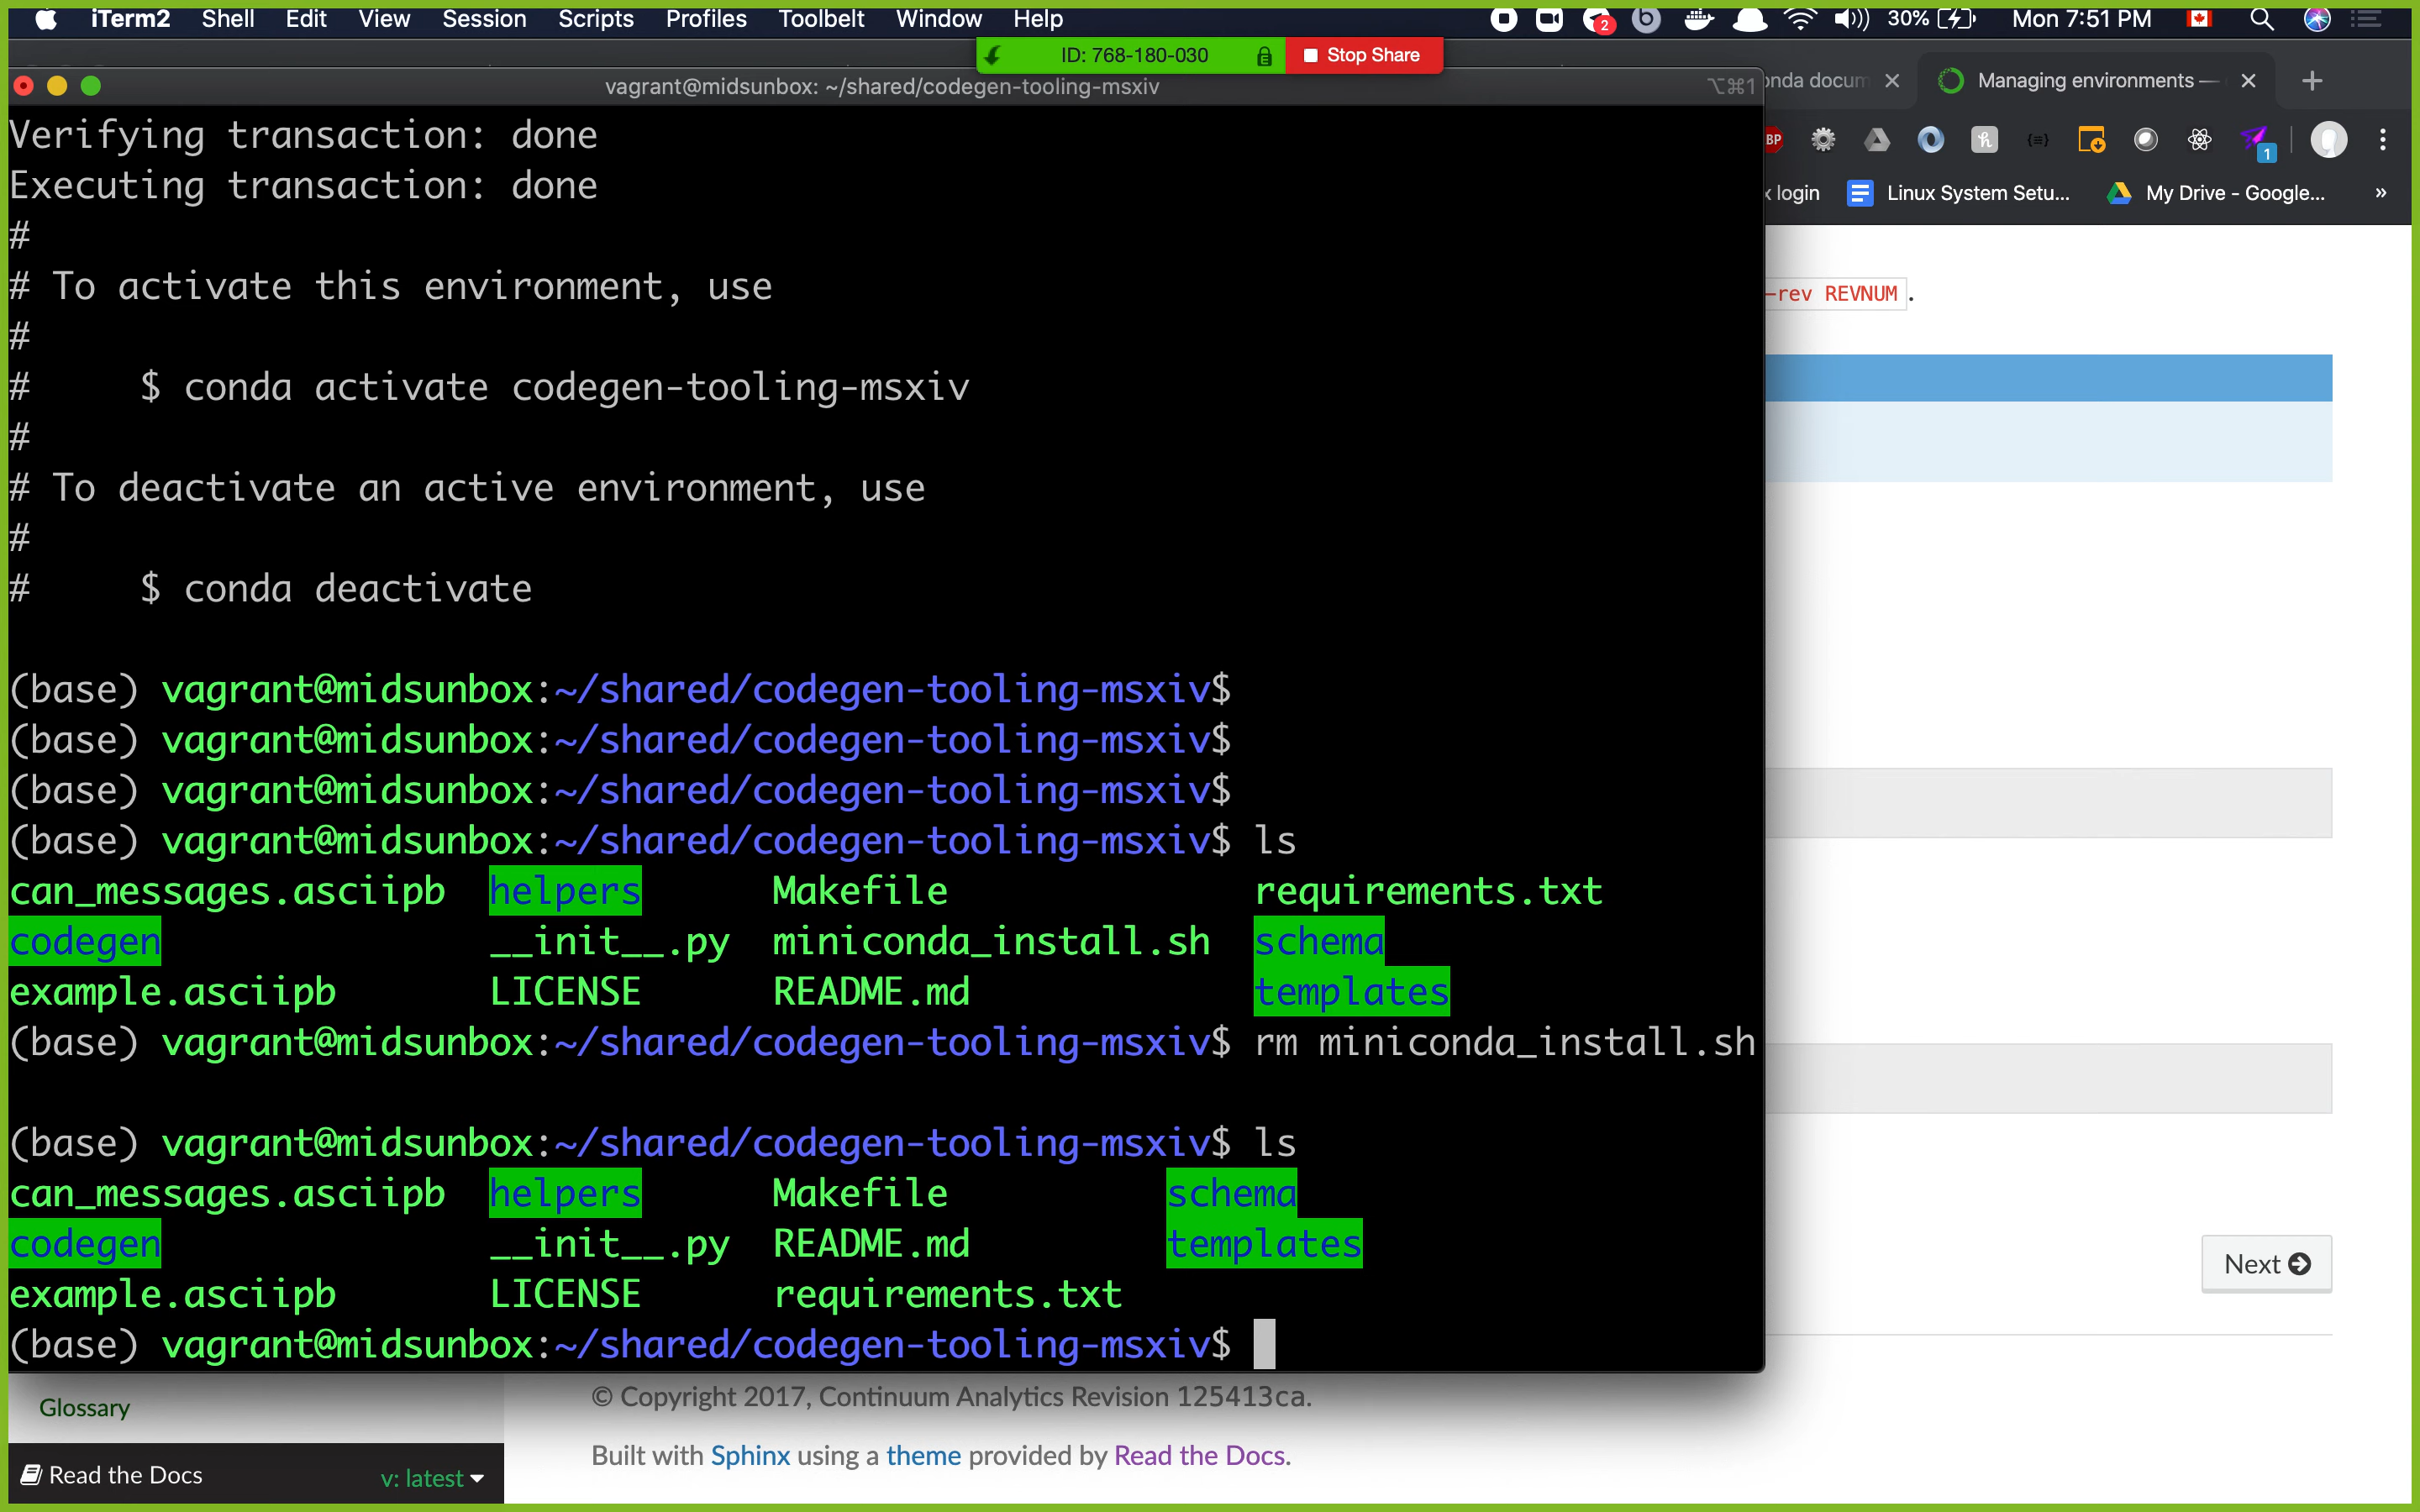 iTerm2 Shell Edit View Session Scripts Profiles Toolbelt Window Help 2 30% Mon 7:51 PM
ID: 768-180-030 Stop Share
vagrant@midsunbox: ~/shared/codegen-tooling-msxiv ⌥⌘1
onda docum Managing environments —
BP 1
login Linux System Setu... My Drive - Google... »
Verifying transaction: done
Executing transaction: done
#
# To activate this environment, use
#
#     $ conda activate codegen-tooling-msxiv
#
# To deactivate an active environment, use
#
#     $ conda deactivate
(base) vagrant@midsunbox:~/shared/codegen-tooling-msxiv$
(base) vagrant@midsunbox:~/shared/codegen-tooling-msxiv$
(base) vagrant@midsunbox:~/shared/codegen-tooling-msxiv$
(base) vagrant@midsunbox:~/shared/codegen-tooling-msxiv$ ls
can_messages.asciipb helpers Makefile requirements.txt
codegen __init__.py miniconda_install.sh schema
example.asciipb LICENSE README.md templates
(base) vagrant@midsunbox:~/shared/codegen-tooling-msxiv$ rm miniconda_install.sh
(base) vagrant@midsunbox:~/shared/codegen-tooling-msxiv$ ls
can_messages.asciipb helpers Makefile schema
codegen __init__.py README.md templates
example.asciipb LICENSE requirements.txt
(base) vagrant@midsunbox:~/shared/codegen-tooling-msxiv$
-rev REVNUM .
Next
Glossary
© Copyright 2017, Continuum Analytics Revision 125413ca.
Built with Sphinx using a theme provided by Read the Docs.
Read the Docs v: latest